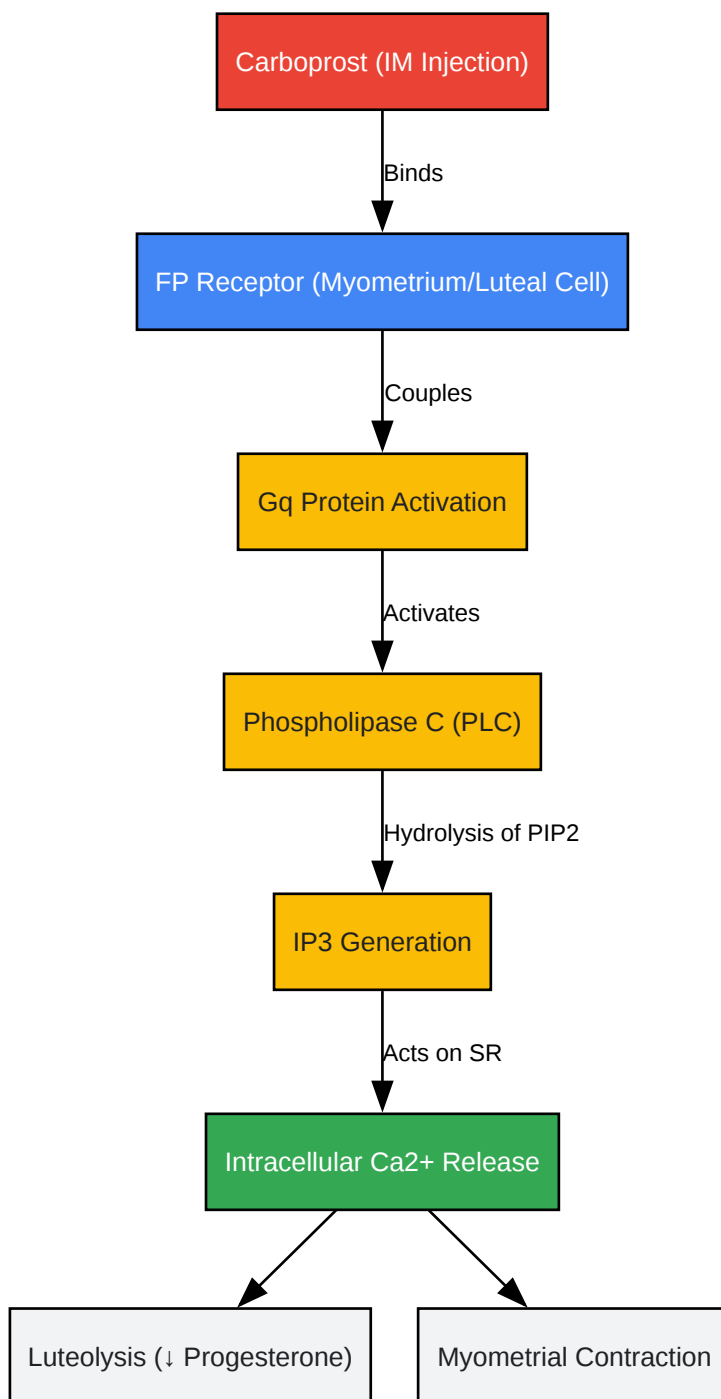 Carboprost (IM Injection)
Binds
FP Receptor (Myometrium/Luteal Cell)
Couples
Gq Protein Activation
Activates
Phospholipase C (PLC)
Hydrolysis of PIP2
IP3 Generation
Acts on SR
Intracellular Ca2+ Release
Luteolysis (↓ Progesterone)
Myometrial Contraction